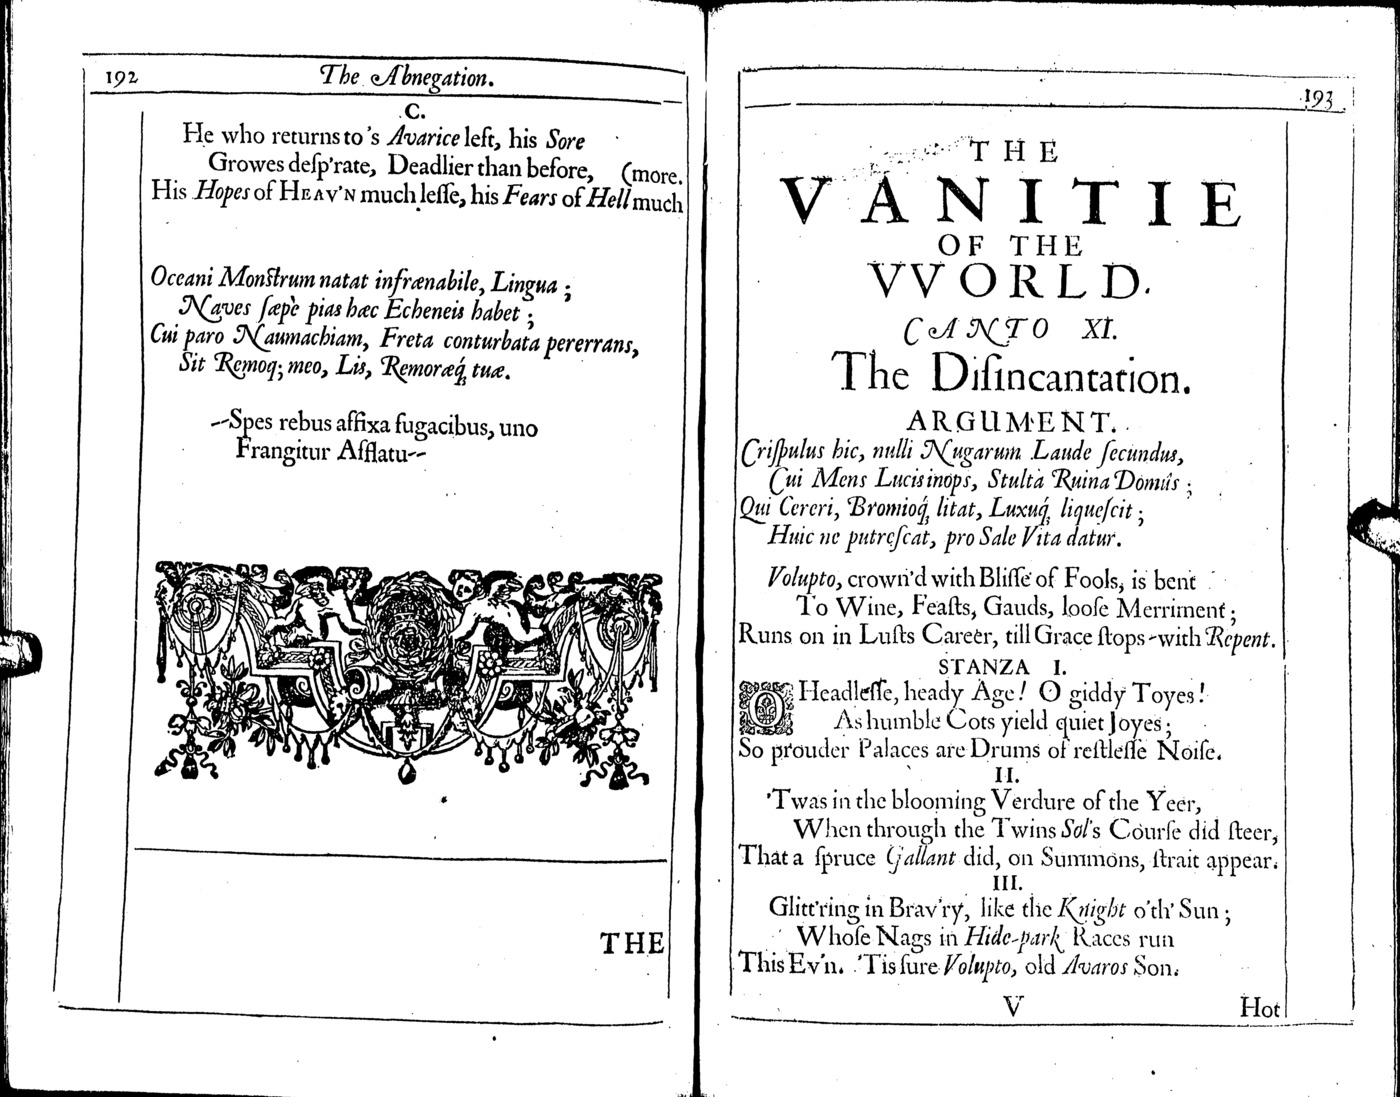 192
The Abnegation.
C.
He who returns to 's Avarice left, his Sore
Growes deſp'rate, Deadlier than before,
(more.
His Hopes of HEAV'N much leſſe, his Fears of Hell much
Oceani Monſtrum natat infrænabile, Lingua ;
Naves ſæpè pias hæc Echeneis habet ;
Cui paro Naumachiam, Freta conturbata pererrans,
Sit Remoq; meo, Lis, Remoræq́; tuæ.
--Spes rebus affixa fugacibus, uno
Frangitur Afflatu--
THE
193
THE
VANITIE
OF THE
VVORLD.
CANTO XI.
The Diſincantation.
ARGUMENT.
Criſpulus hic, nulli Nugarum Laude ſecundus,
Cui Mens Lucis inops, Stulta Ruina Domûs ;
Qui Cereri, Bromioq́; litat, Luxuq́; liqueſcit ;
Huic ne putreſcat, pro Sale Vita datur.
Volupto, crown'd with Bliſſe of Fools, is bent
To Wine, Feaſts, Gauds, looſe Merriment ;
Runs on in Luſts Career, till Grace ſtops-with Repent.
STANZA I.
O Headleſſe, heady Age! O giddy Toyes!
As humble Cots yield quiet Joyes ;
So prouder Palaces are Drums of reſtleſſe Noiſe.
II.
'Twas in the blooming Verdure of the Yeer,
When through the Twins Sol's Courſe did ſteer,
That a ſpruce Gallant did, on Summons, ſtrait appear.
III.
Glitt'ring in Brav'ry, like the Knight o'th' Sun ;
Whoſe Nags in Hide-park Races run
This Ev'n. 'Tis ſure Volupto, old Avaros Son.
V
Hot